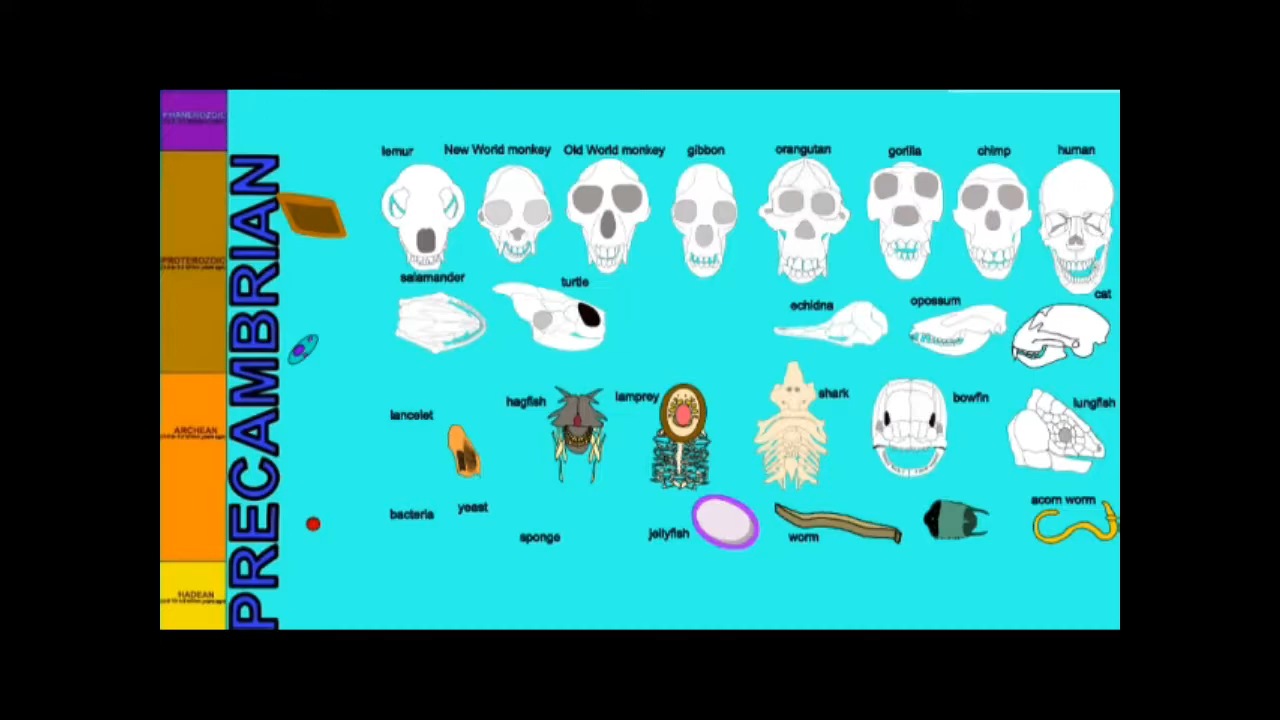 PHANEROZOIC
PRECAMBRIAN
PROTEROZOIC
ARCHEAN
HADEAN
lemur New World monkey Old World monkey gibbon orangutan gorilla chimp human
salamander turtle echidna opossum cat
lancelet hagfish lamprey shark bowfin lungfish
bacteria yeast sponge jellyfish worm acorn worm